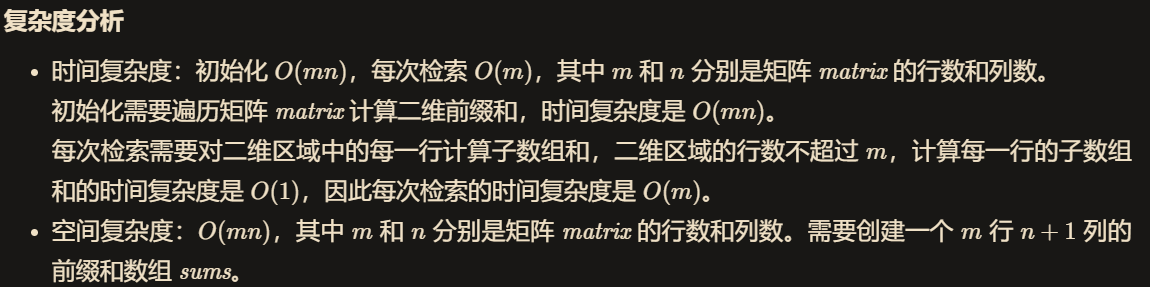 复杂度分析
• 时间复杂度：初始化 O(mn)，每次检索 O(m)，其中 m 和 n 分别是矩阵 matrix 的行数和列数。
初始化需要遍历矩阵 matrix 计算二维前缀和，时间复杂度是 O(mn)。
每次检索需要对二维区域中的每一行计算子数组和，二维区域的行数不超过 m，计算每一行的子数组
和的时间复杂度是 O(1)，因此每次检索的时间复杂度是 O(m)。
• 空间复杂度：O(mn)，其中 m 和 n 分别是矩阵 matrix 的行数和列数。需要创建一个 m 行 n + 1 列的
前缀和数组 sums。